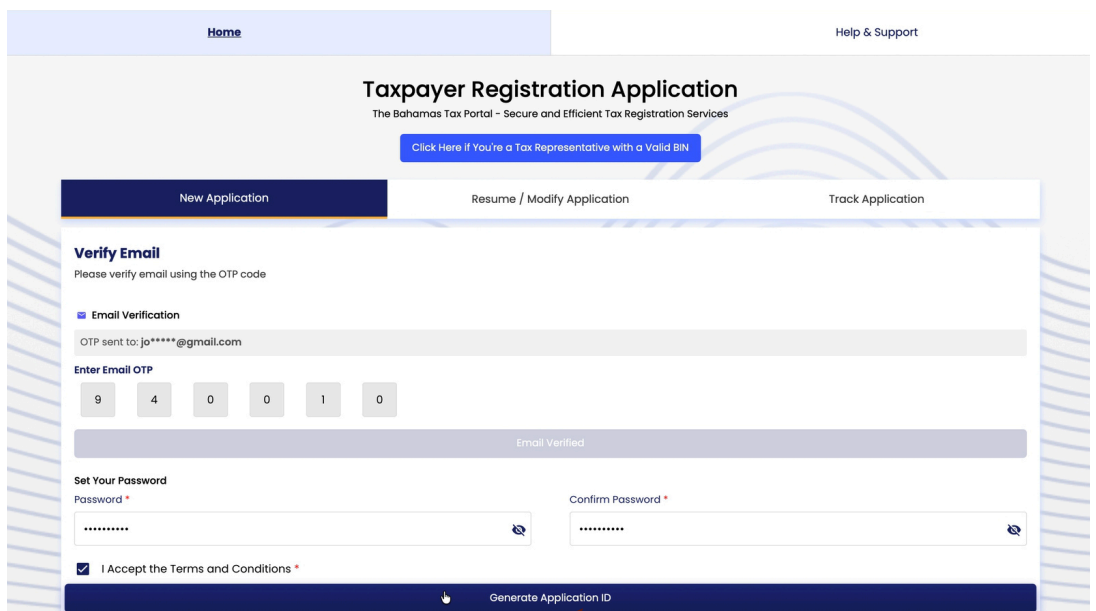 Home
Help & Support
Taxpayer Registration Application
The Bahamas Tax Portal - Secure and Efficient Tax Registration Services
Click Here if You're a Tax Representative with a Valid BIN
New Application
Resume / Modify Application
Track Application
Verify Email
Please verify email using the OTP code
Email Verification
OTP sent to: jo*****@gmail.com
Enter Email OTP
9 4 0 0 1 0
Email Verified
Set Your Password
Password *
Confirm Password *
••••••••••
••••••••••
I Accept the Terms and Conditions *
Generate Application ID